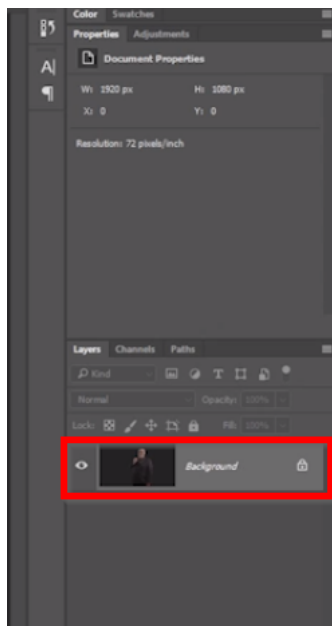 Color Swatches
Properties Adjustments
Document Properties
W: 1920 px H: 1080 px
X: 0 Y: 0
Resolution: 72 pixels/inch
Layers Channels Paths
Kind
Normal Opacity: 100%
Lock: Fill: 100%
Background